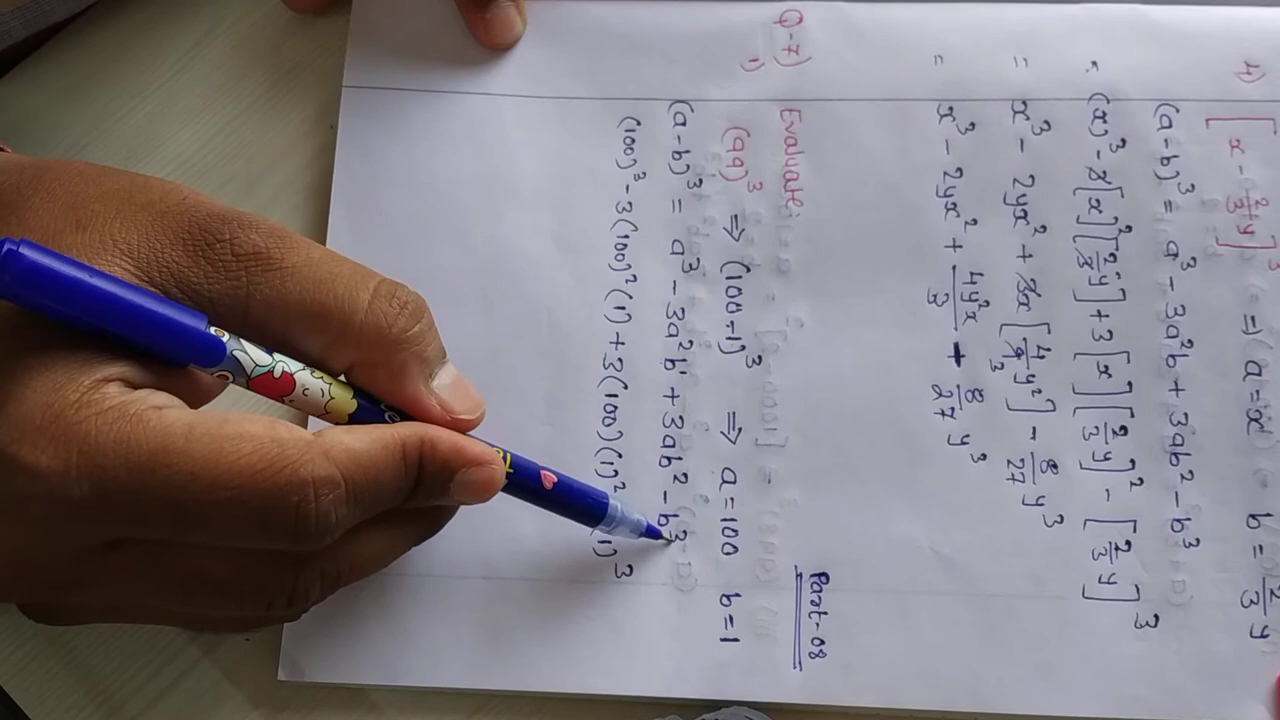 4) [x - 2/3 y]³ ⇒ a = x b = 2/3 y
(a-b)³ = a³ - 3a²b + 3ab² - b³
= (x)³ - 3[x]²[2/3 y] + 3[x][2/3 y]² - [2/3 y]³
= x³ - 2yx² + 3x[4/9 y²] - 8/27 y³
= x³ - 2yx² + 4y²x/3 - 8/27 y³
Part-08
Q-7) Evaluate:
1) (99)³ ⇒ (100-1)³ ⇒ a = 100 b = 1
(a-b)³ = a³ - 3a²b + 3ab² - b³
(100)³ - 3(100)²(1) + 3(100)(1)² (1)³